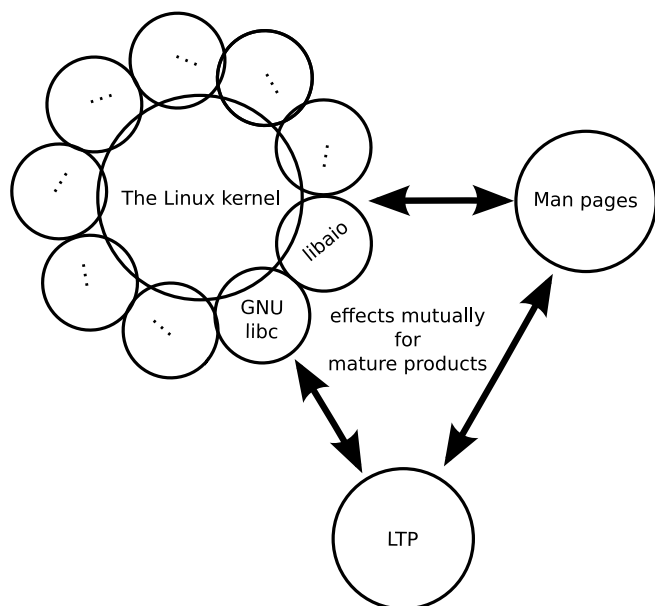 The Linux kernel
libaio
GNU
libc
Man pages
effects mutually
for
mature products
LTP
...
...
...
...
...
...
...